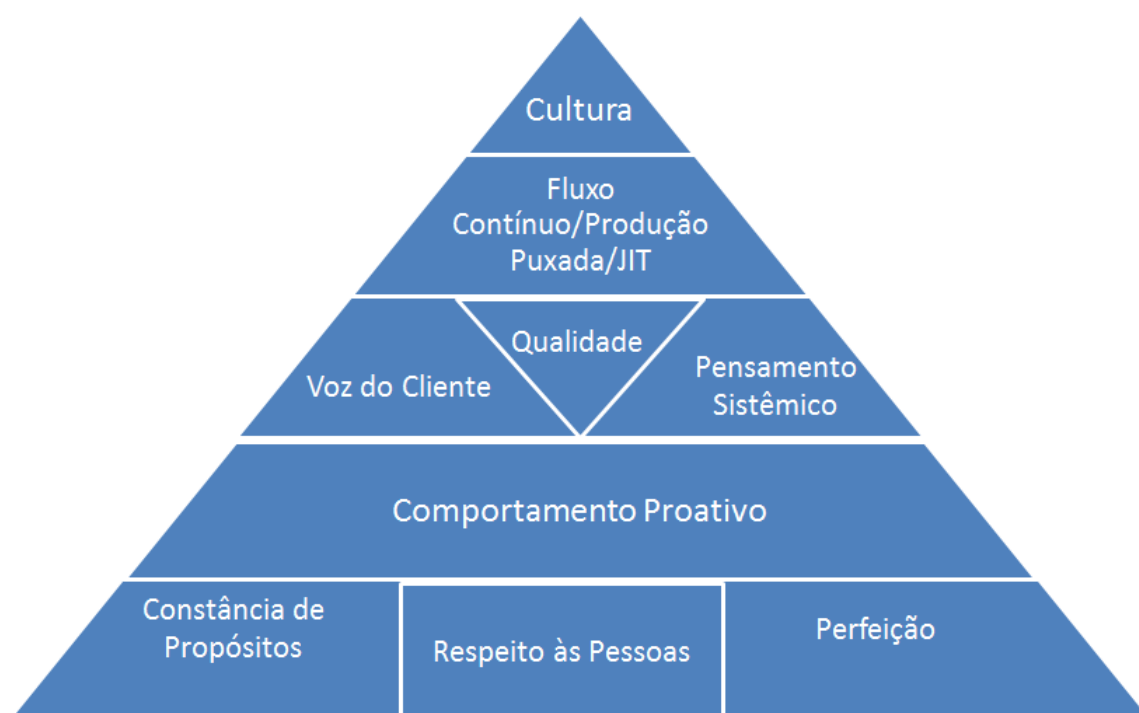 Cultura
Fluxo
Contínuo/Produção
Puxada/JIT
Qualidade
Voz do Cliente
Pensamento
Sistêmico
Comportamento Proativo
Constância de
Propósitos
Respeito às Pessoas
Perfeição